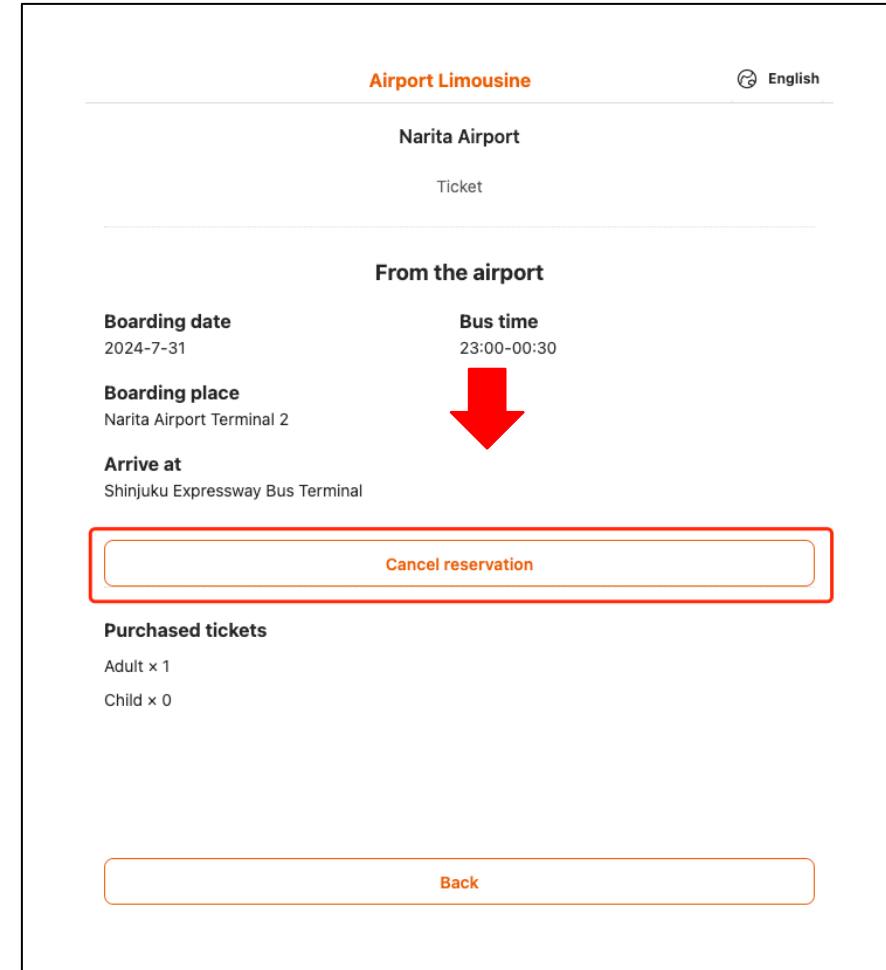 Airport Limousine
English
Narita Airport
Ticket
From the airport
Boarding date
2024-7-31
Bus time
23:00-00:30
Boarding place
Narita Airport Terminal 2
Arrive at
Shinjuku Expressway Bus Terminal
Cancel reservation
Purchased tickets
Adult × 1
Child × 0
Back